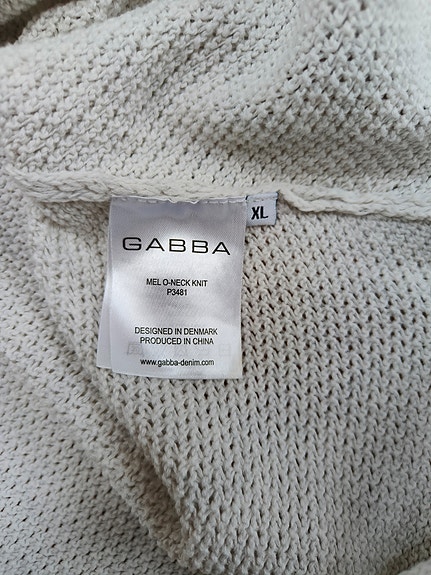 XL
GABBA
MEL O-NECK KNIT
P3481
DESIGNED IN DENMARK
PRODUCED IN CHINA
www.gabba-denim.com